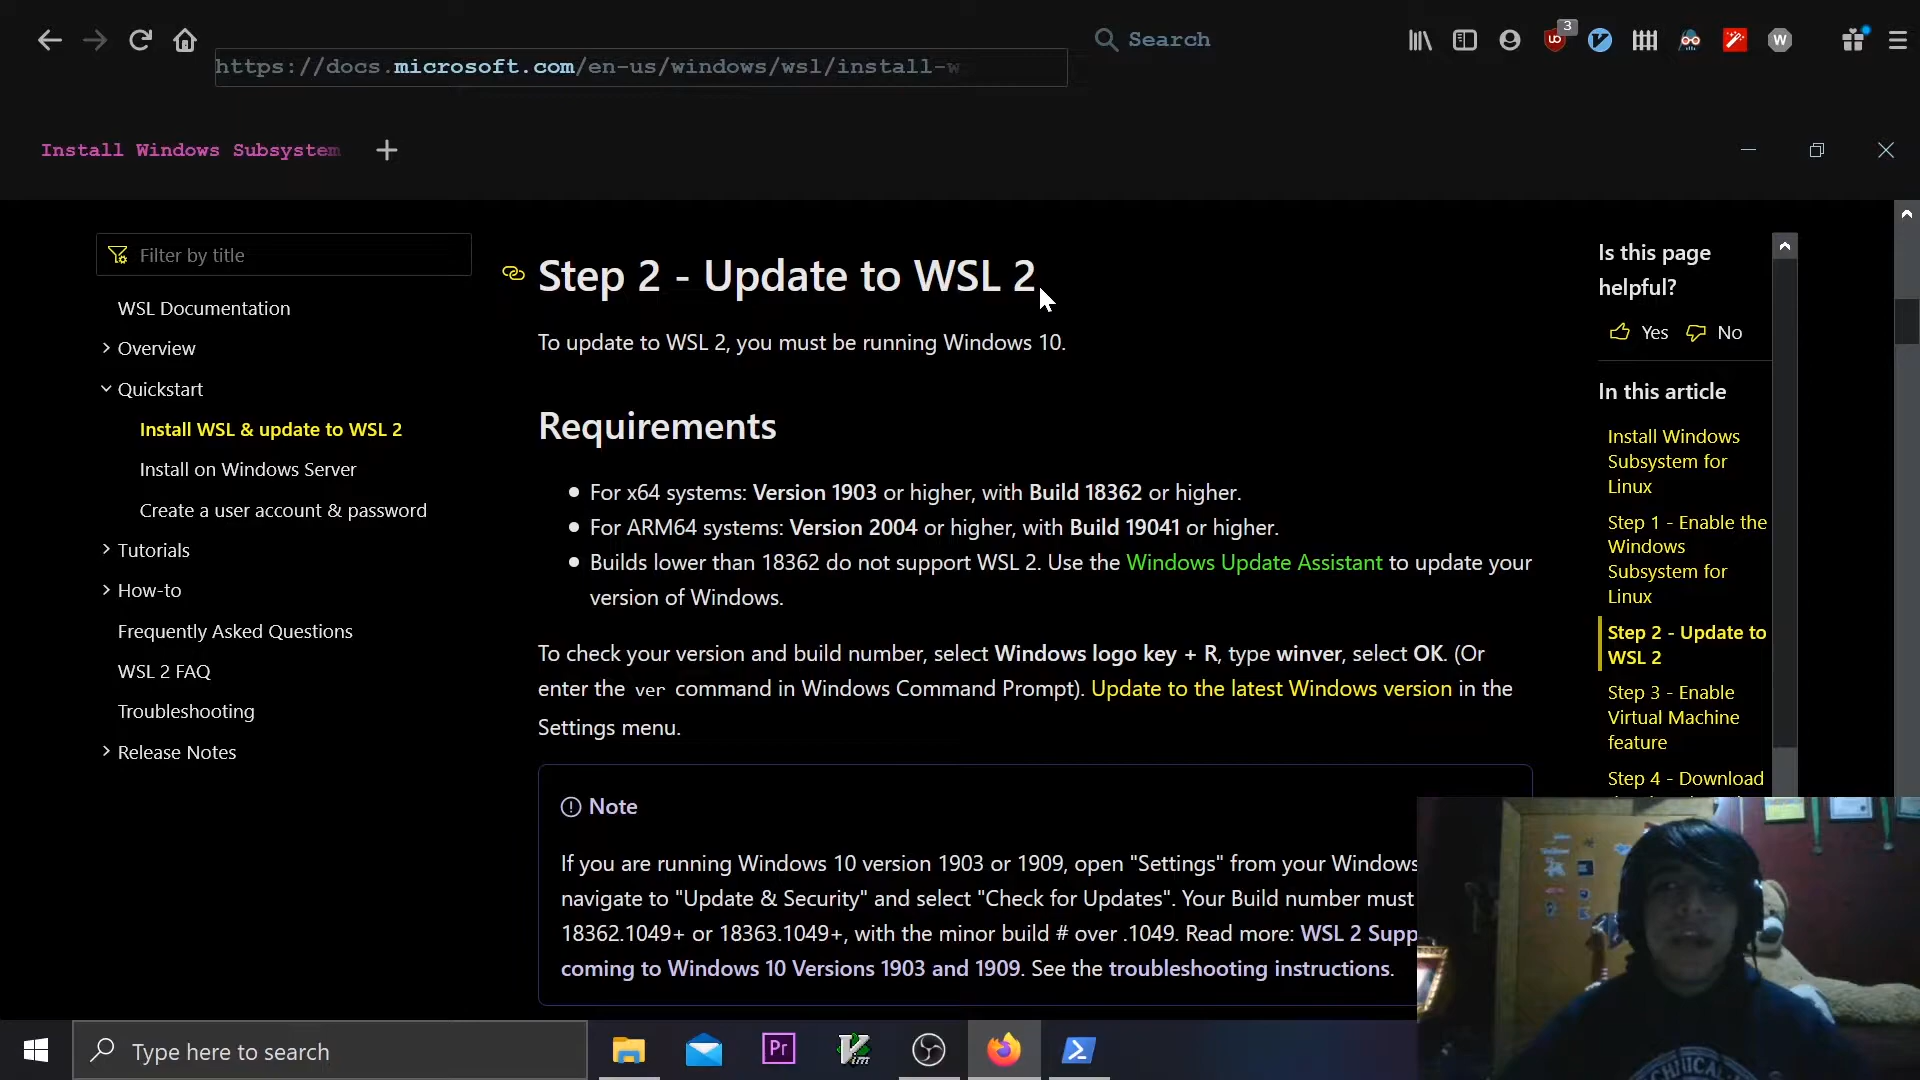 https://docs.microsoft.com/en-us/windows/wsl/install-w
Search
3
W
Install Windows Subsystem
Filter by title
WSL Documentation
Overview
Quickstart
Install WSL & update to WSL 2
Install on Windows Server
Create a user account & password
Tutorials
How-to
Frequently Asked Questions
WSL 2 FAQ
Troubleshooting
Release Notes
Step 2 - Update to WSL 2
To update to WSL 2, you must be running Windows 10.
Requirements
For x64 systems: Version 1903 or higher, with Build 18362 or higher.
For ARM64 systems: Version 2004 or higher, with Build 19041 or higher.
Builds lower than 18362 do not support WSL 2. Use the Windows Update Assistant to update your
version of Windows.
To check your version and build number, select Windows logo key + R, type winver, select OK. (Or
enter the ver command in Windows Command Prompt). Update to the latest Windows version in the
Settings menu.
Note
If you are running Windows 10 version 1903 or 1909, open "Settings" from your Windows
navigate to "Update & Security" and select "Check for Updates". Your Build number must
18362.1049+ or 18363.1049+, with the minor build # over .1049. Read more: WSL 2 Supp
coming to Windows 10 Versions 1903 and 1909. See the troubleshooting instructions.
Is this page
helpful?
Yes No
In this article
Install Windows
Subsystem for
Linux
Step 1 - Enable the
Windows
Subsystem for
Linux
Step 2 - Update to
WSL 2
Step 3 - Enable
Virtual Machine
feature
Step 4 - Download
Type here to search
Pr
Vim